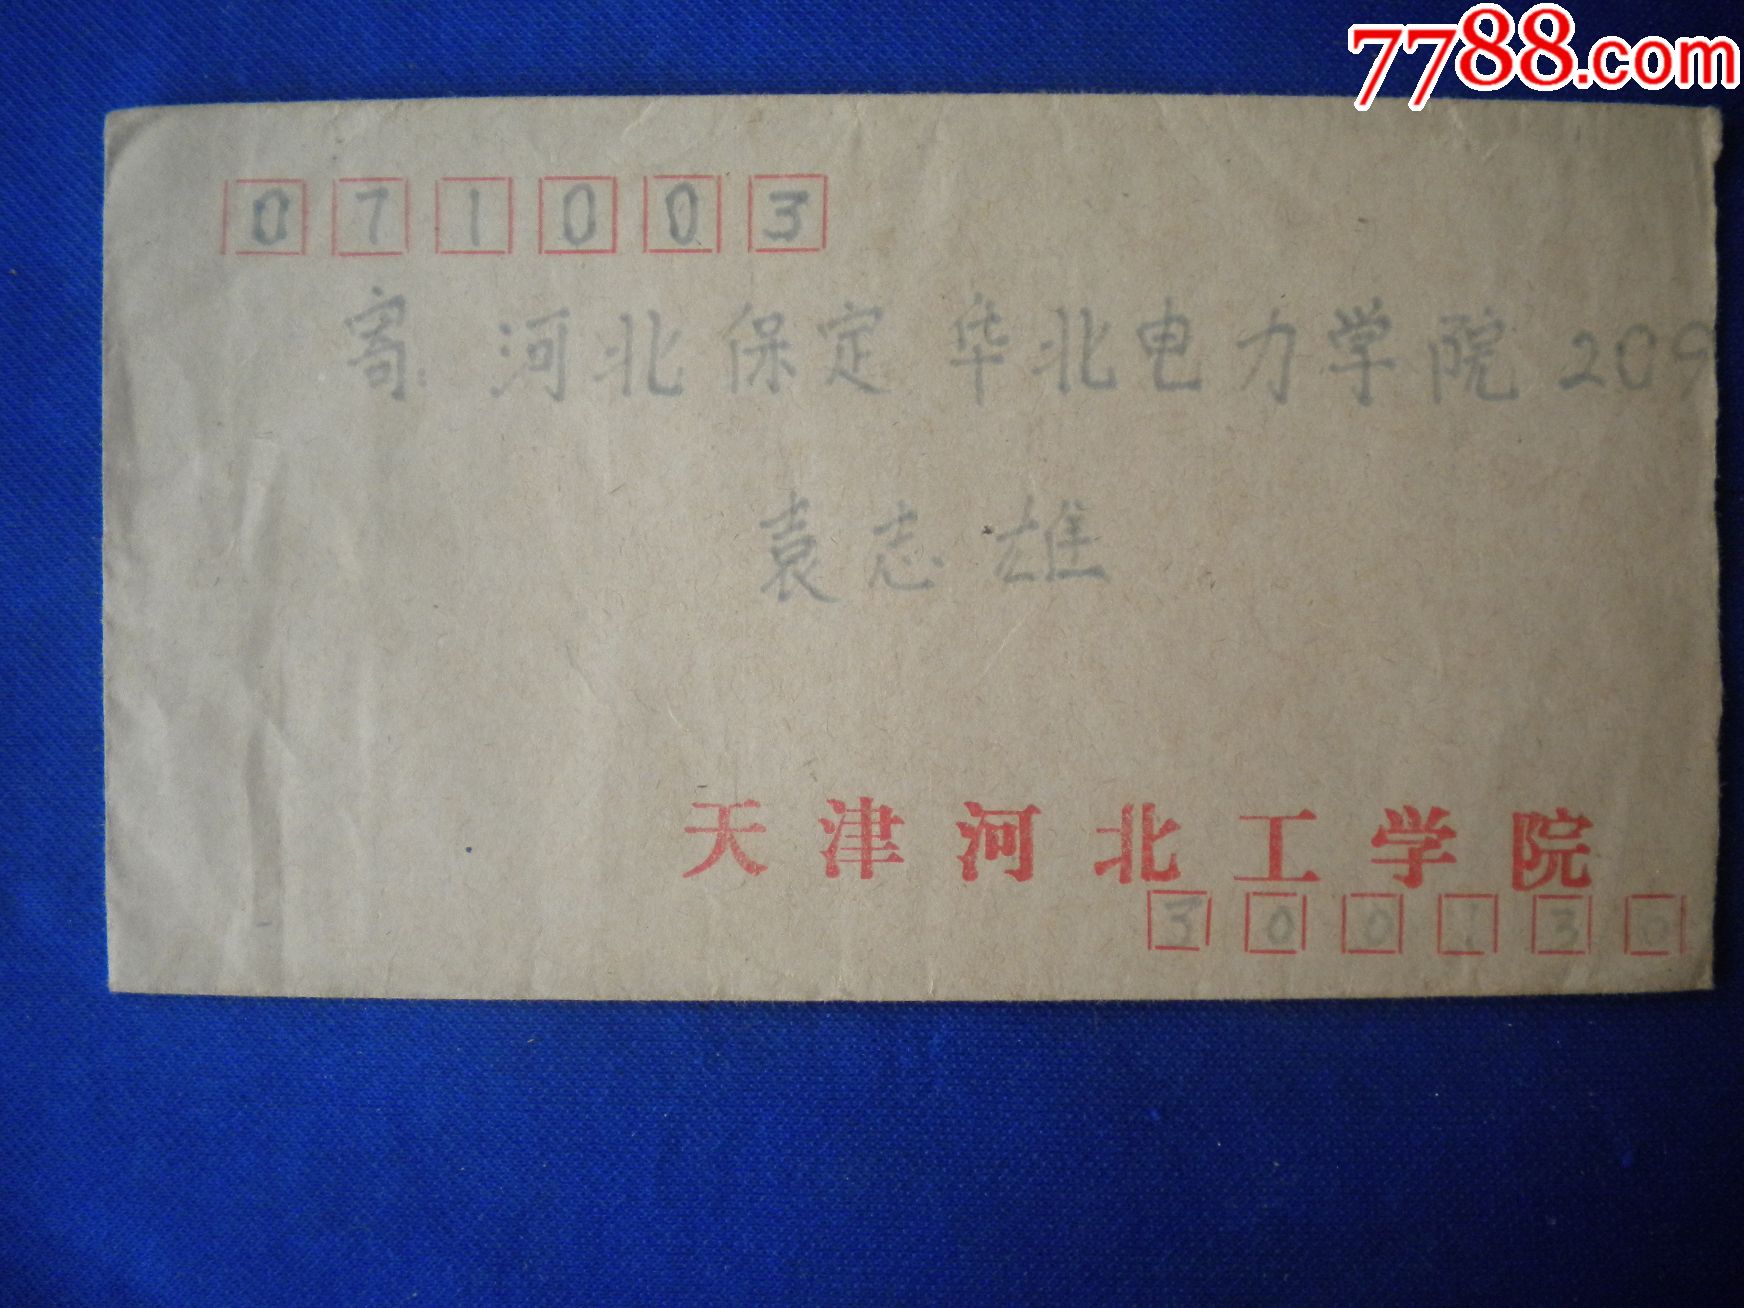 7788.com
071003
寄: 河北 保定 华北电力学院 209
袁志雄
天津河北工学院
300130